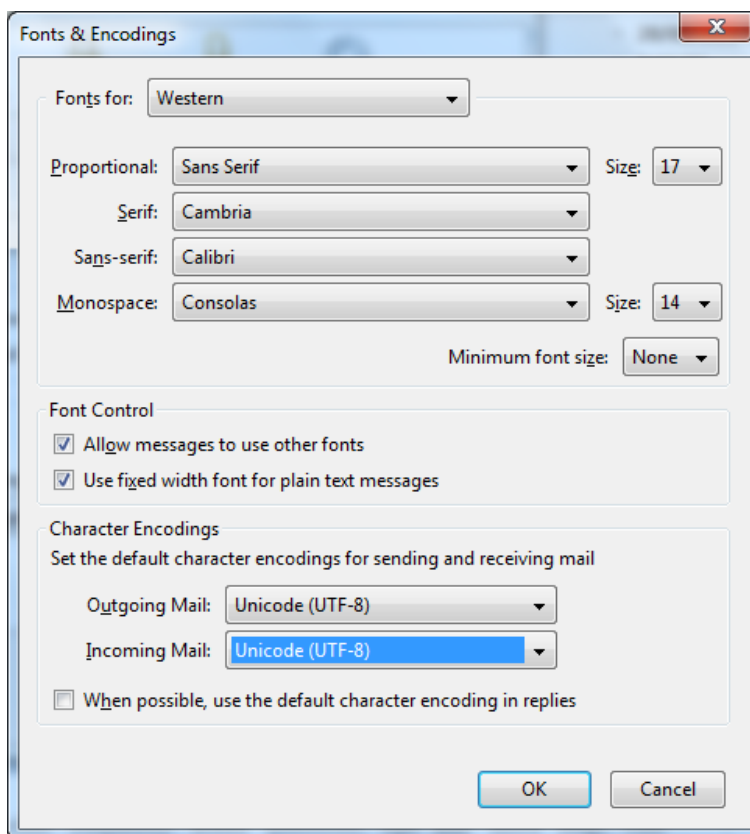 Fonts & Encodings
Fonts for: Western
Proportional: Sans Serif Size: 17
Serif: Cambria
Sans-serif: Calibri
Monospace: Consolas Size: 14
Minimum font size: None
Font Control
Allow messages to use other fonts
Use fixed width font for plain text messages
Character Encodings
Set the default character encodings for sending and receiving mail
Outgoing Mail: Unicode (UTF-8)
Incoming Mail: Unicode (UTF-8)
When possible, use the default character encoding in replies
OK Cancel